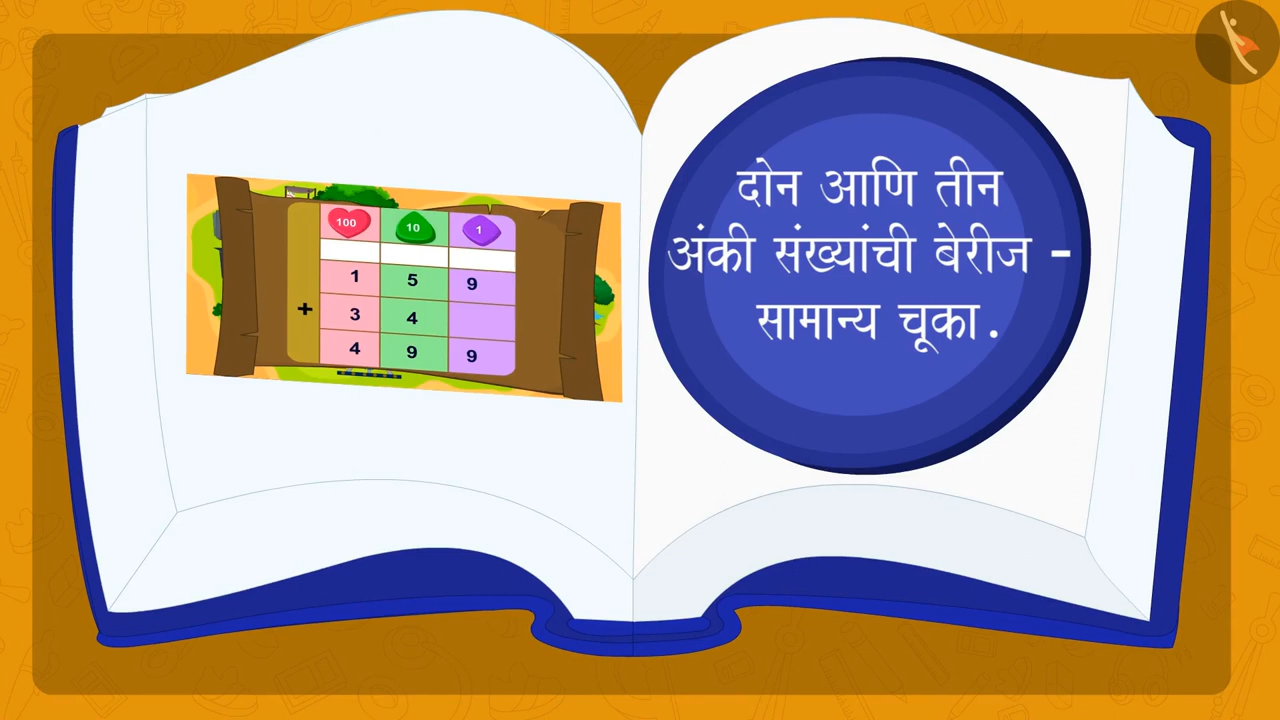 100 10 1
1 5 9
+ 3 4
4 9 9
दोन आणि तीन
अंकी संख्यांची बेरीज -
सामान्य चूका.